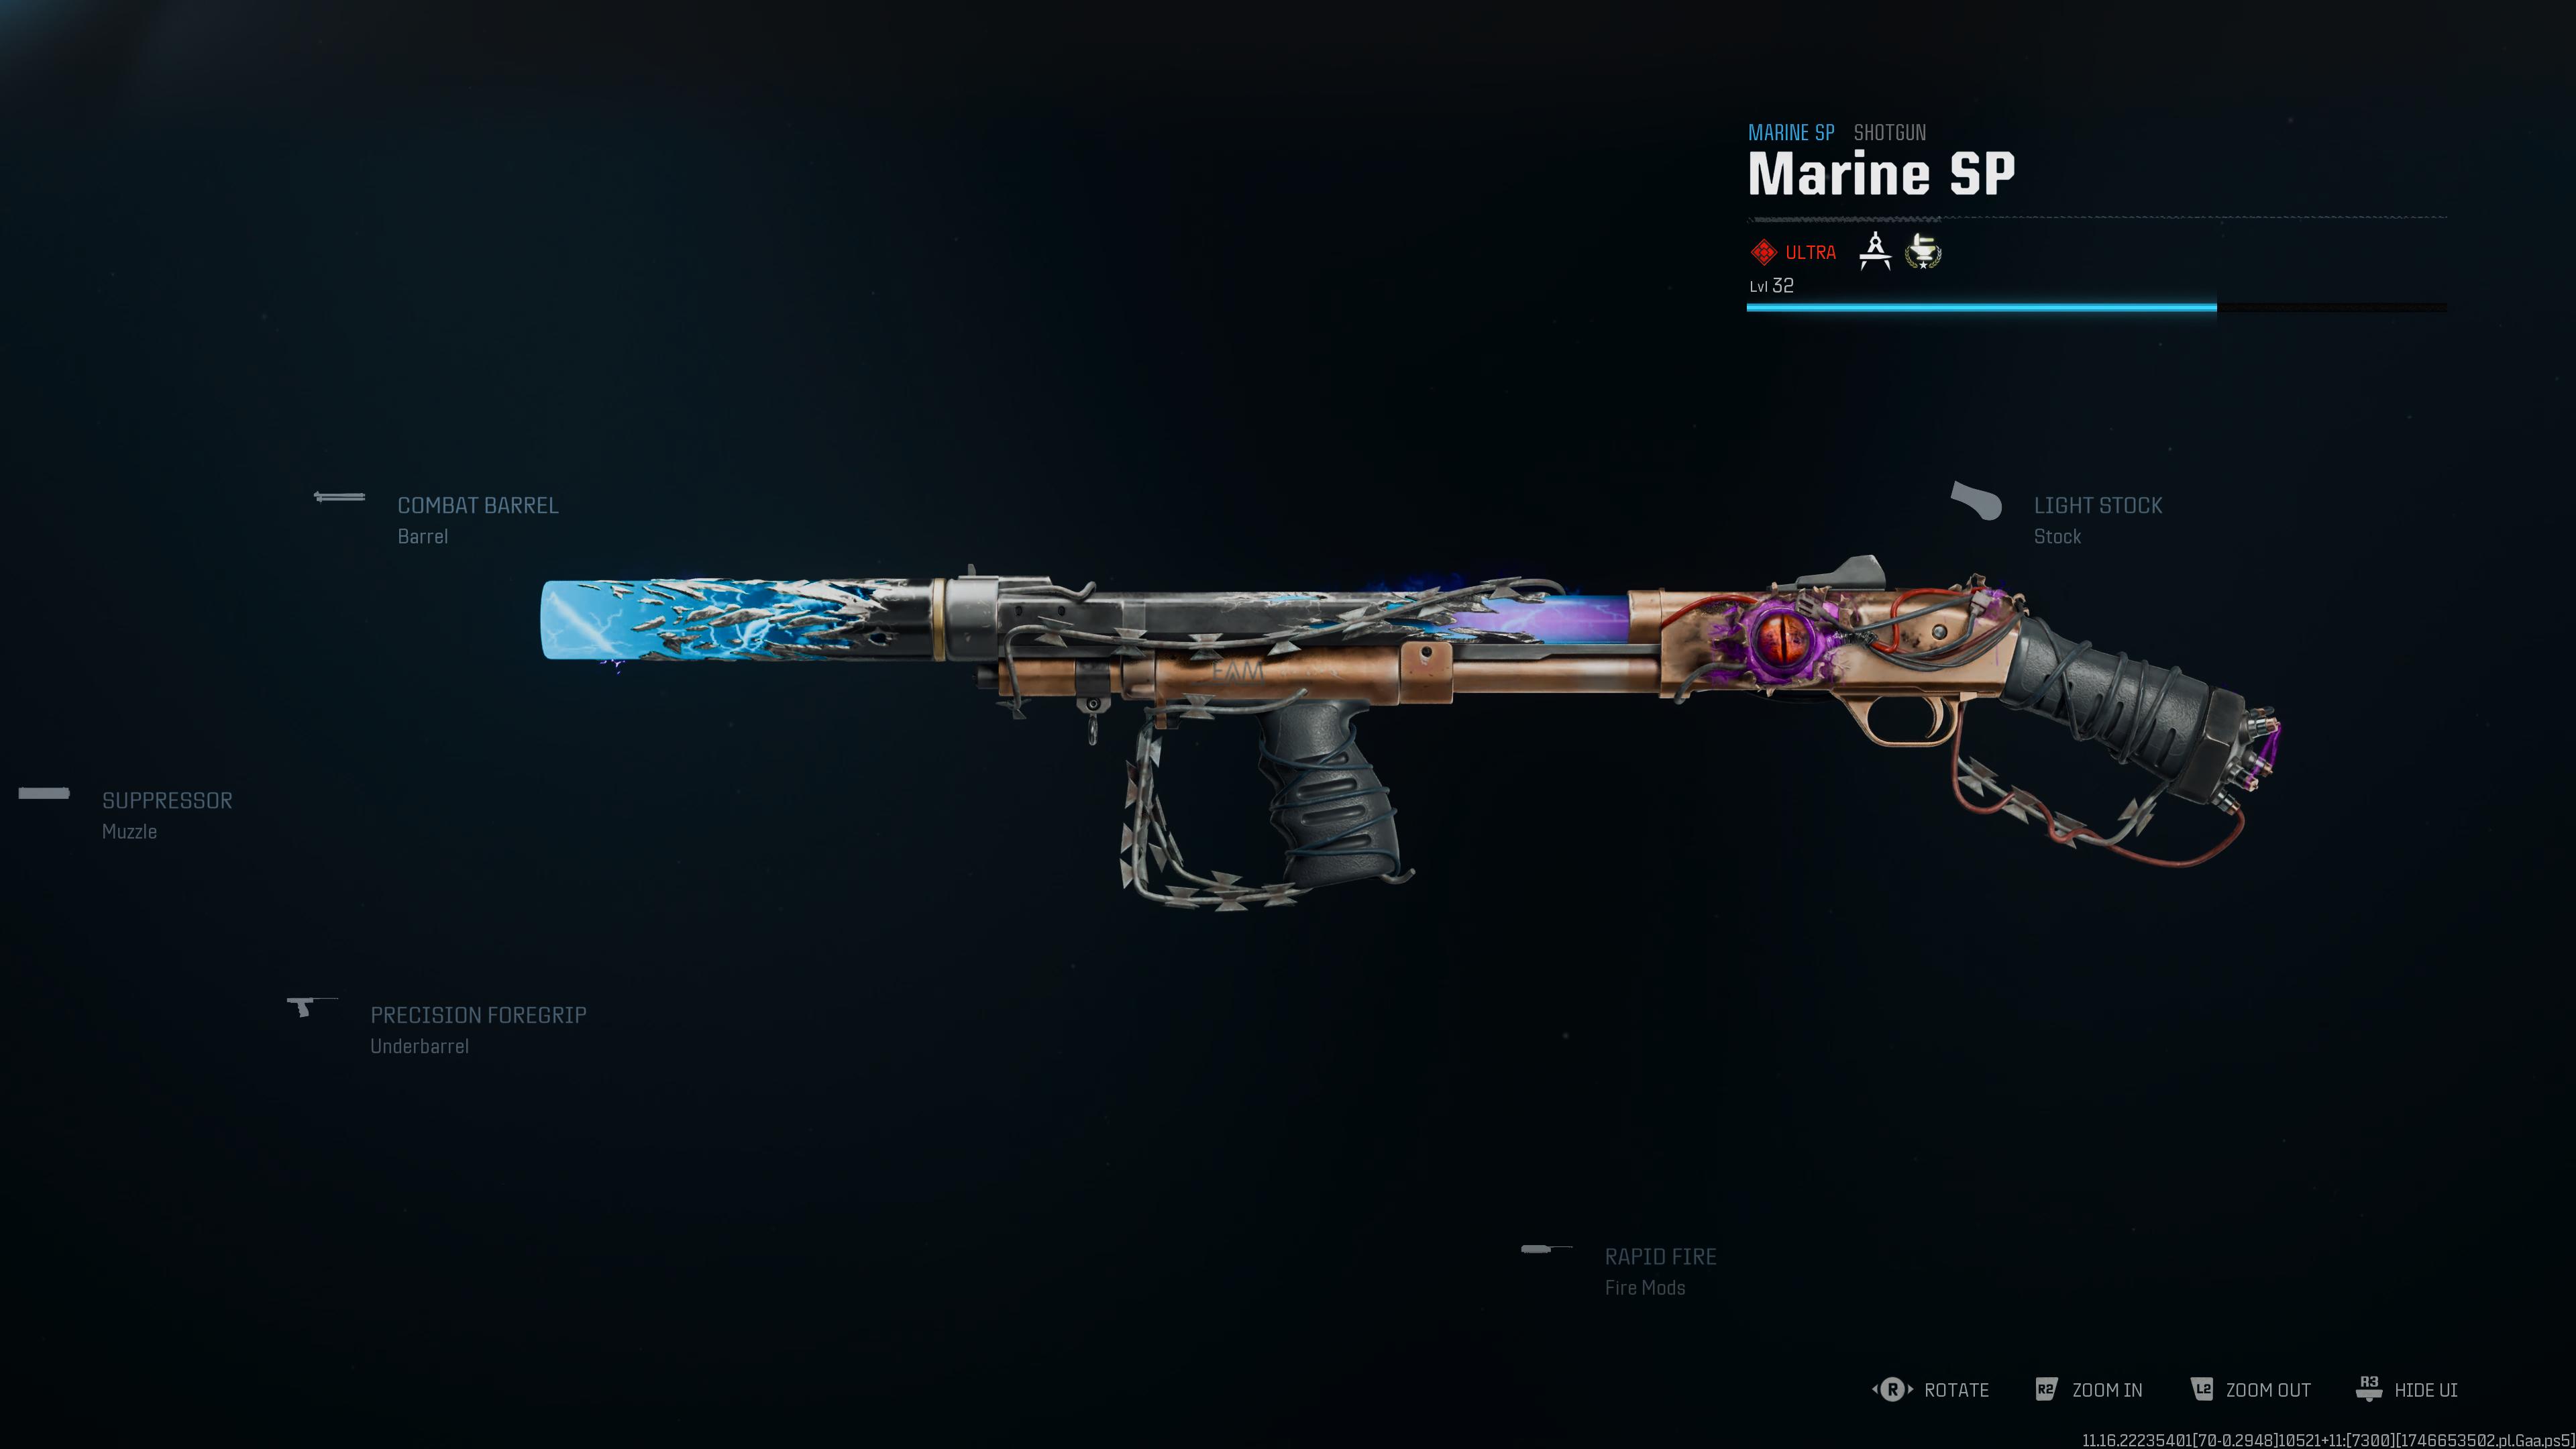 MARINE SP SHOTGUN
Marine SP
ULTRA
Lvl 32
COMBAT BARREL
Barrel
LIGHT STOCK
Stock
FAM
SUPPRESSOR
Muzzle
PRECISION FOREGRIP
Underbarrel
RAPID FIRE
Fire Mods
R ROTATE R2 ZOOM IN L2 ZOOM OUT R3 HIDE UI
11.16.22235401[70-0.2948]10521+11:[7300][1746653502.pl.Gaa.ps5]